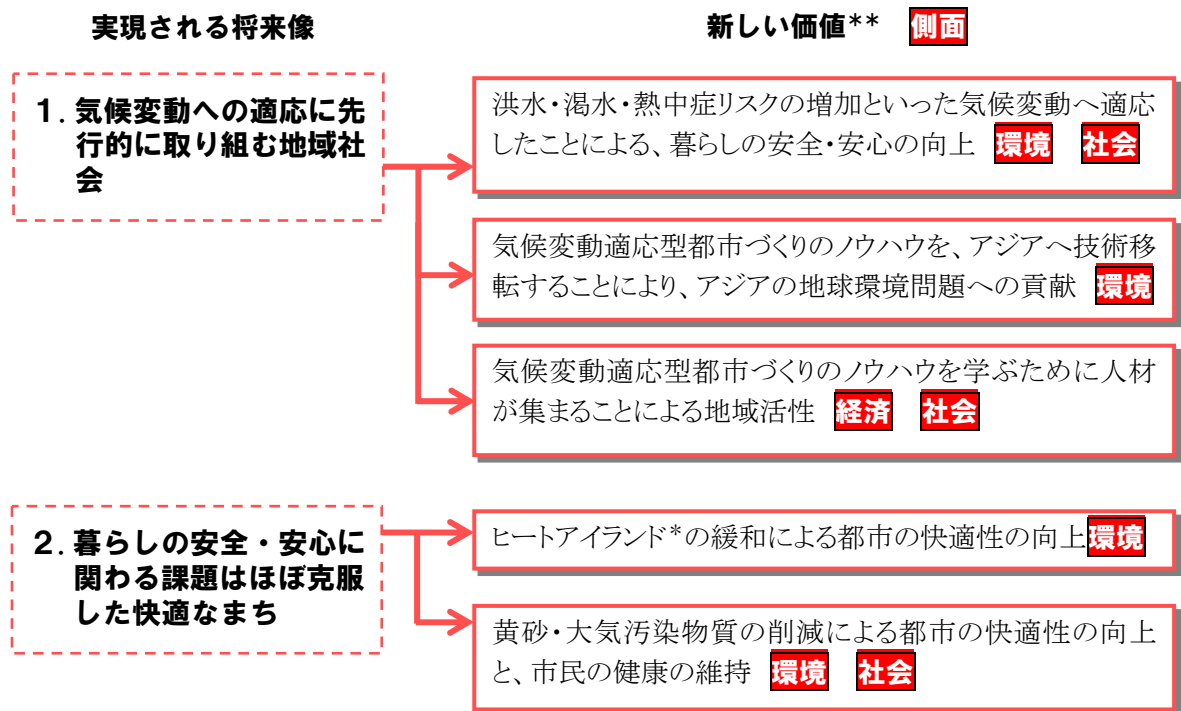 実現される将来像
新しい価値** 側面
1. 気候変動への適応に先
行的に取り組む地域社
会
洪水・渇水・熱中症リスクの増加といった気候変動へ適応
したことによる、暮らしの安全・安心の向上 環境 社会
気候変動適応型都市づくりのノウハウを、アジアへ技術移
転することにより、アジアの地球環境問題への貢献 環境
気候変動適応型都市づくりのノウハウを学ぶために人材
が集まることによる地域活性 経済 社会
2. 暮らしの安全・安心に
関わる課題はほぼ克服
した快適なまち
ヒートアイランド*の緩和による都市の快適性の向上 環境
黄砂・大気汚染物質の削減による都市の快適性の向上
と、市民の健康の維持 環境 社会